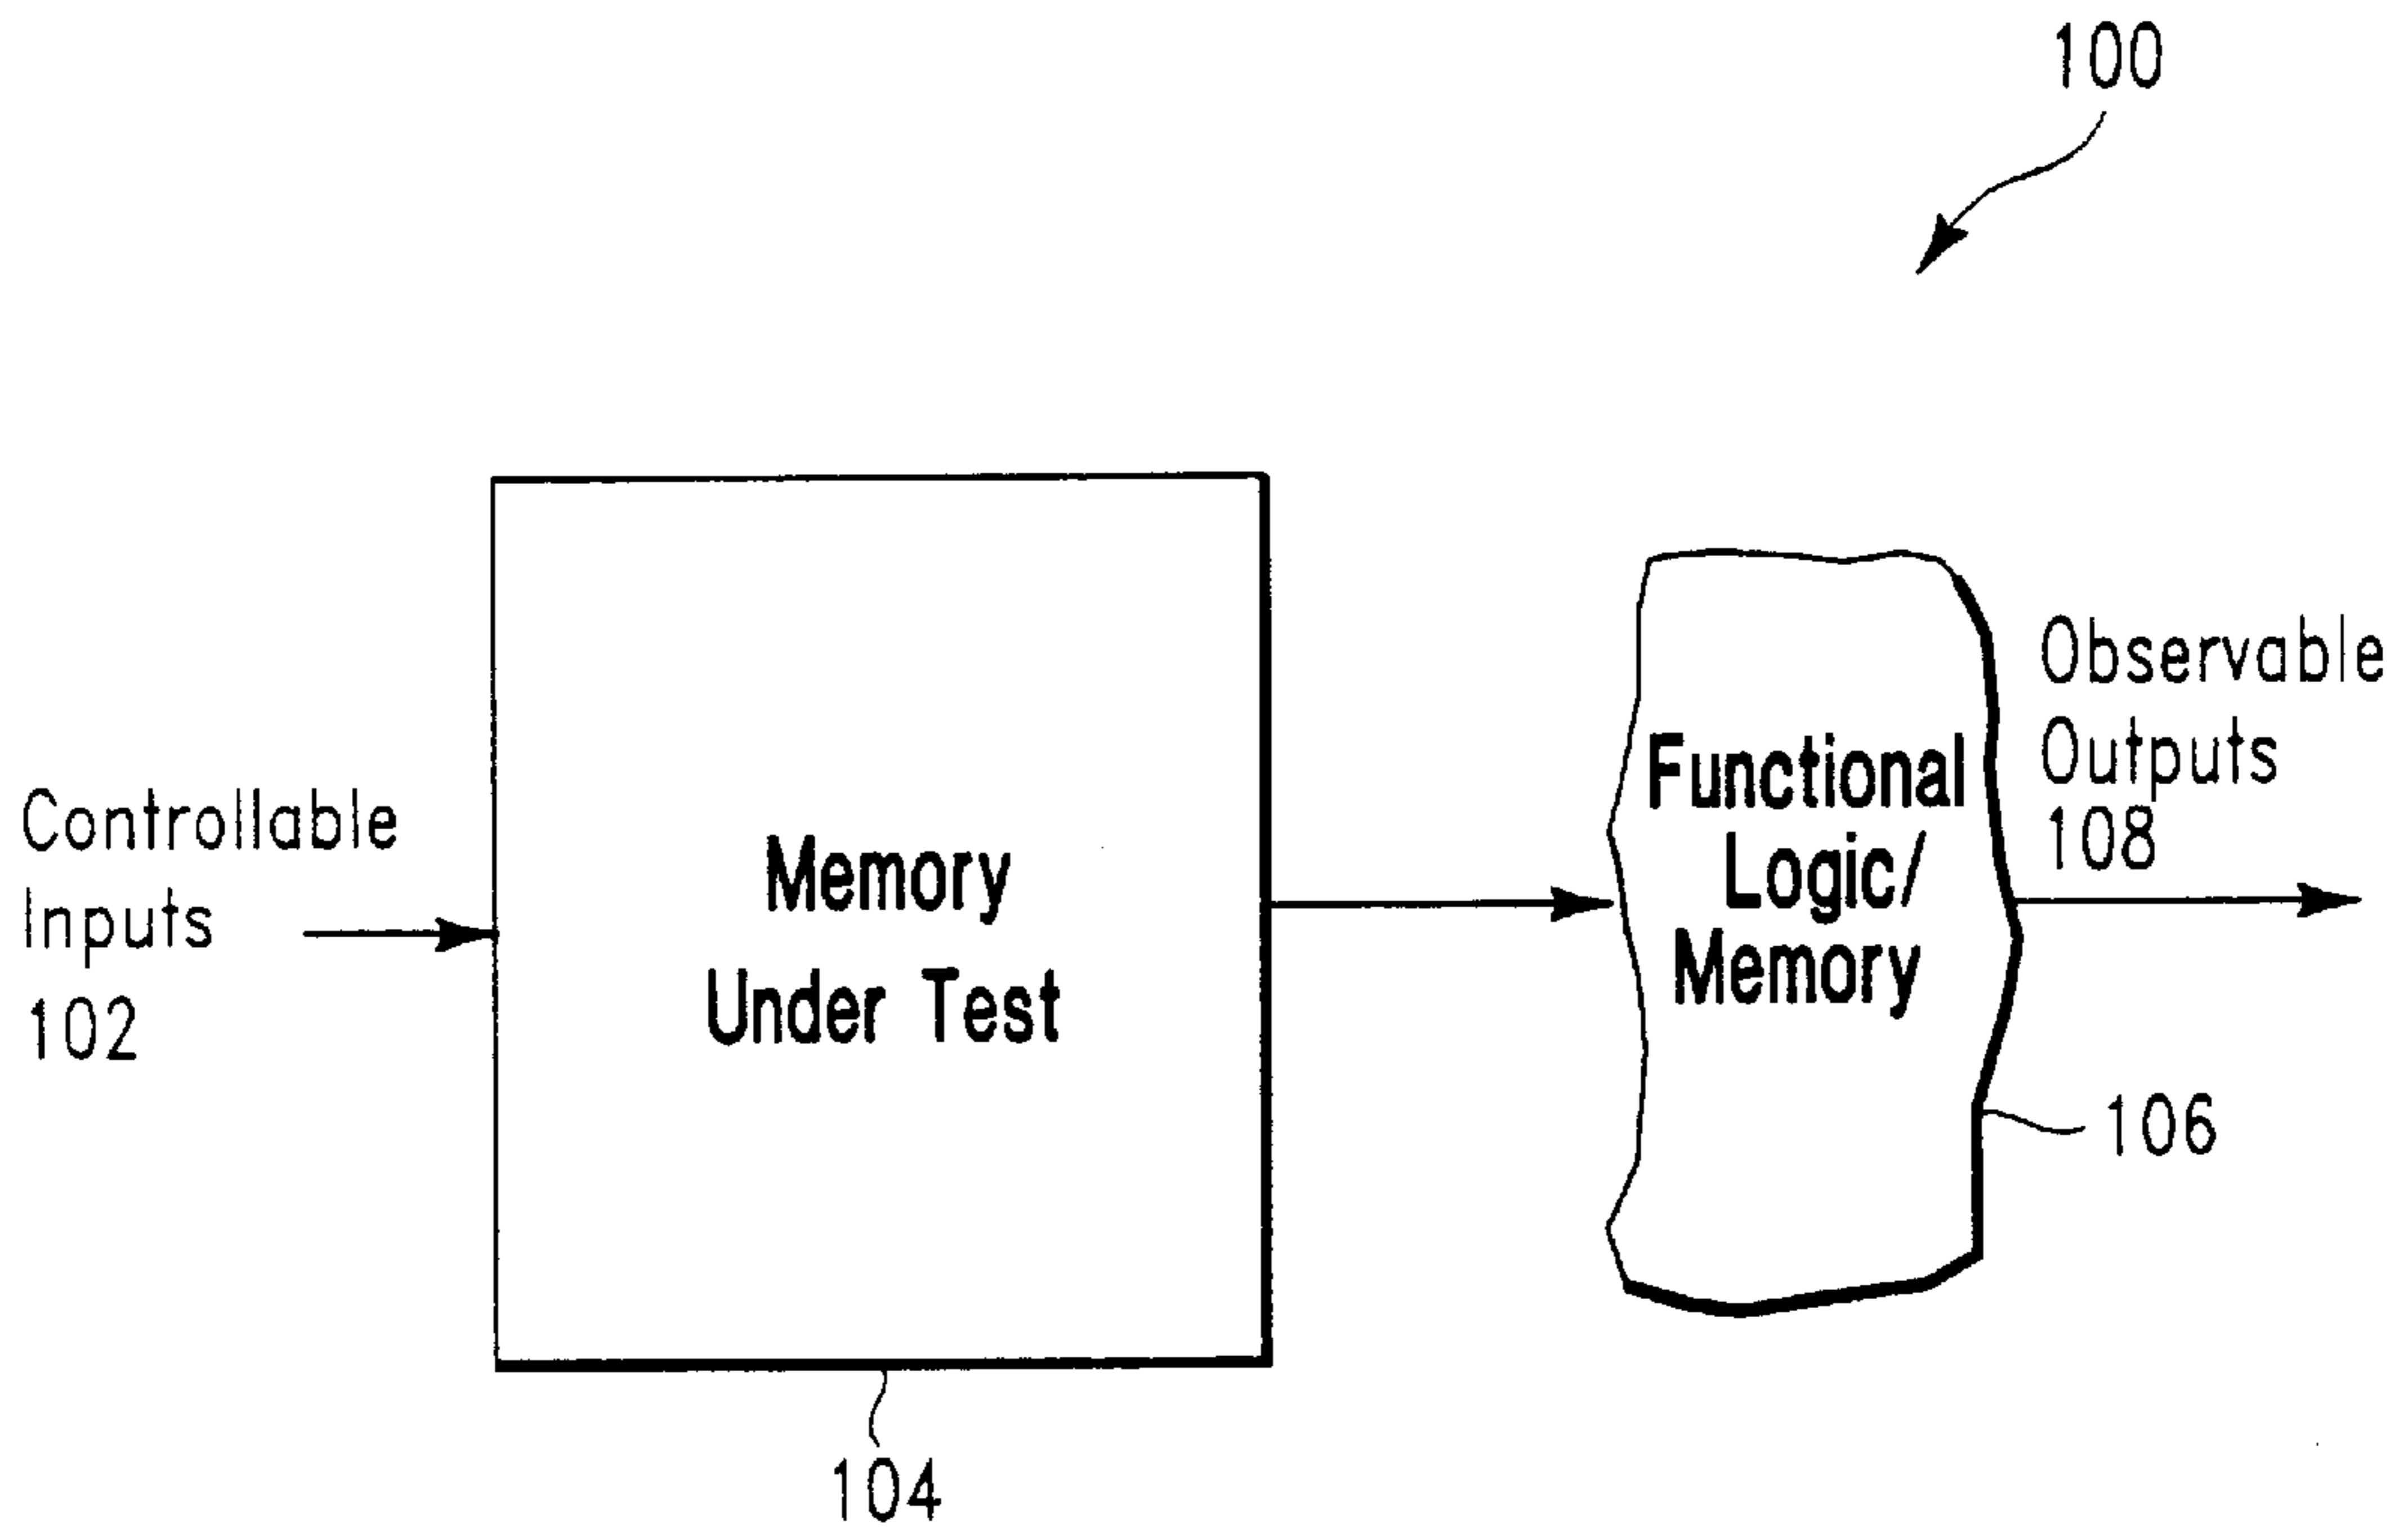 100
Controllable
Inputs
102
Memory
Under Test
104
Functional
Logic/
Memory
106
Observable
Outputs
108